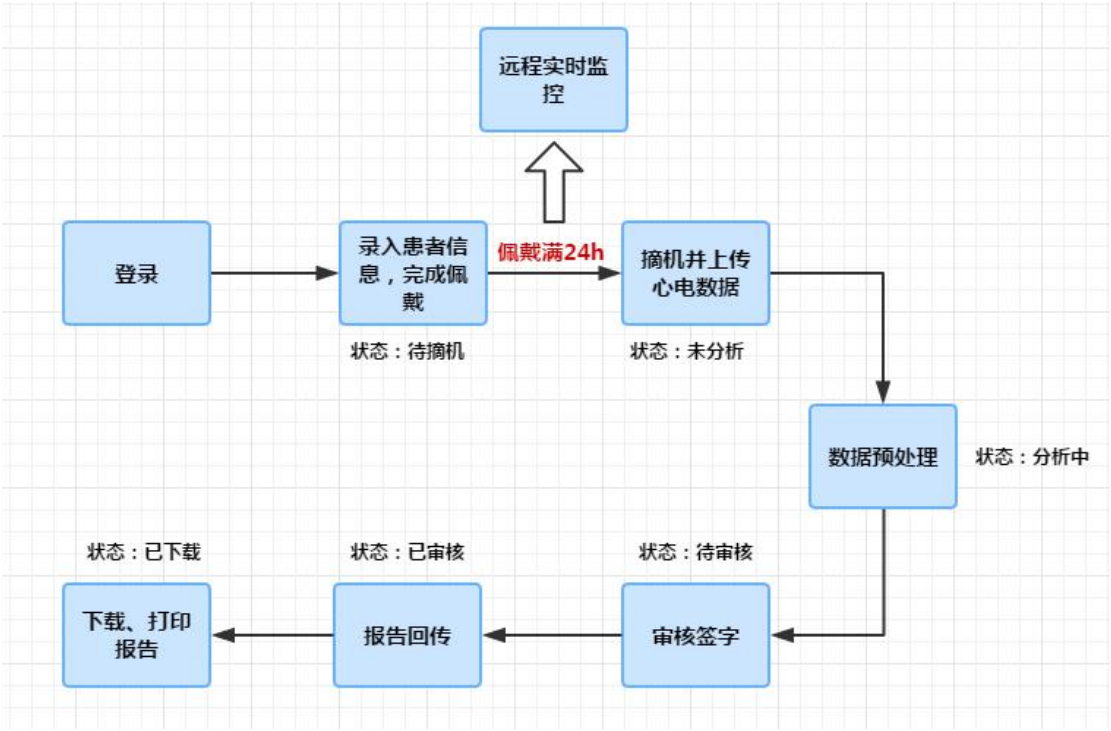 远程实时监
控
登录
录入患者信
息，完成佩
戴
佩戴满24h
摘机并上传
心电数据
状态：待摘机
状态：未分析
数据预处理
状态：分析中
状态：已下载
状态：已审核
状态：待审核
下载、打印
报告
报告回传
审核签字